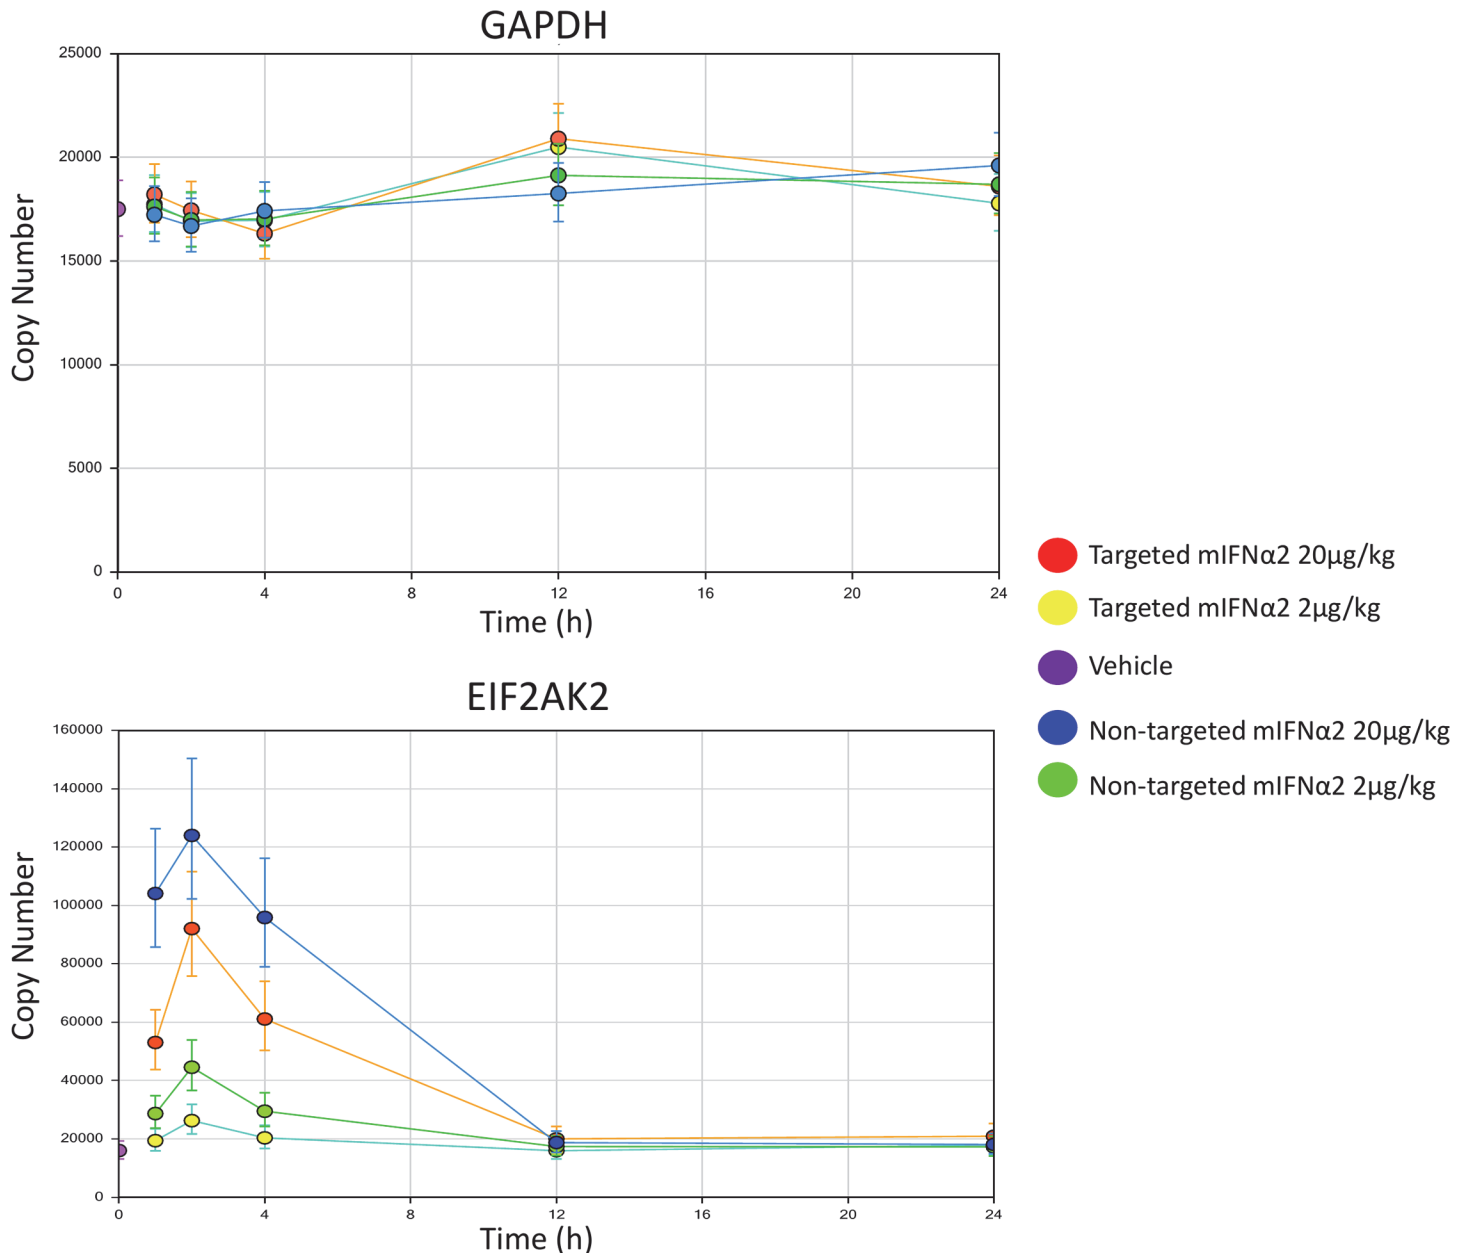 GAPDH
25000
20000
15000
10000
5000
0
Copy Number
0 4 8 12 16 20 24
Time (h)
Targeted mIFNα2 20µg/kg
Targeted mIFNα2 2µg/kg
Vehicle
Non-targeted mIFNα2 20µg/kg
Non-targeted mIFNα2 2µg/kg
EIF2AK2
160000
140000
120000
100000
80000
60000
40000
20000
0
Copy Number
0 4 8 12 16 20 24
Time (h)